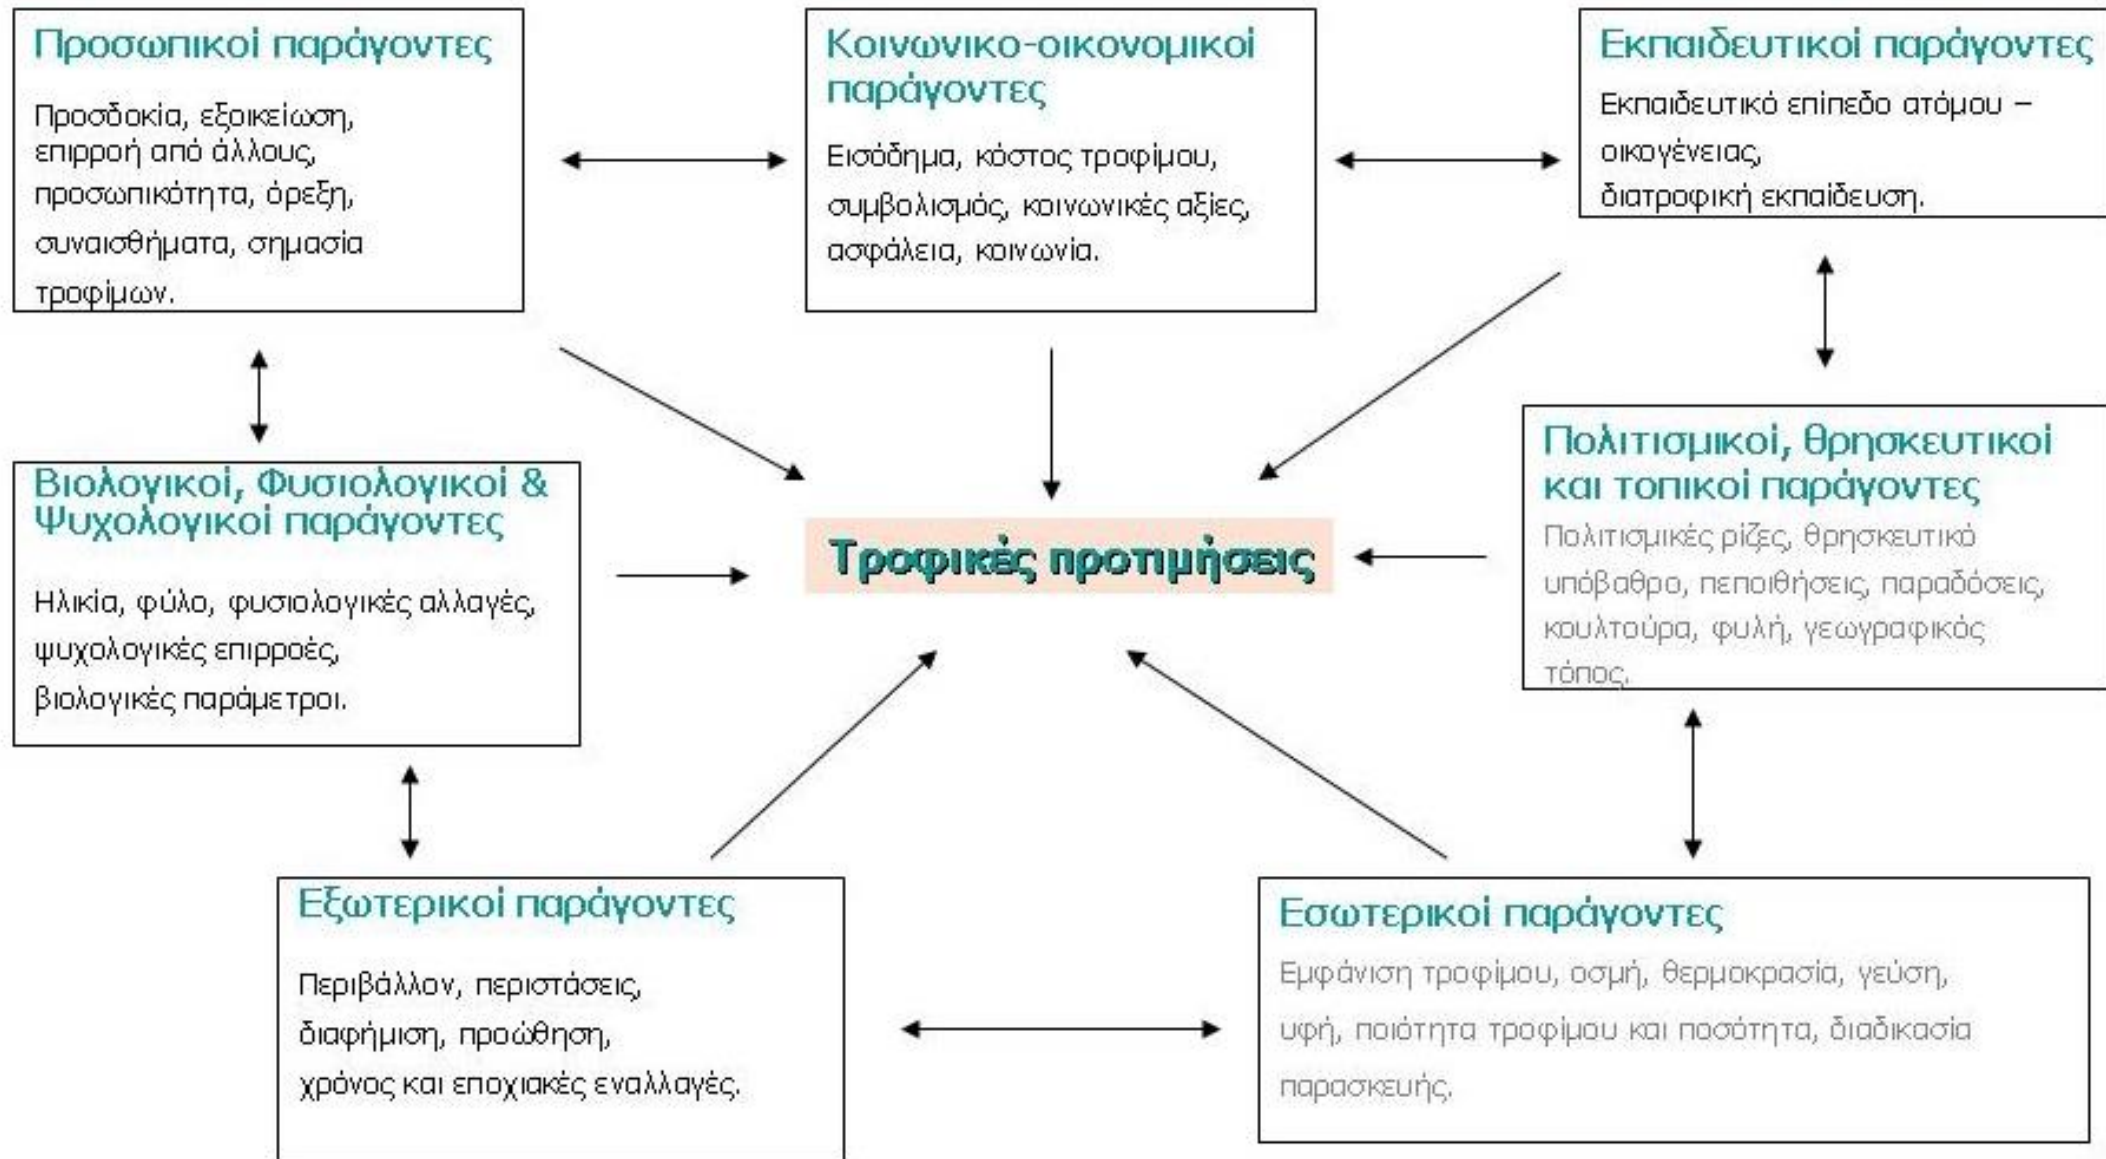 Προσωπικοί παράγοντες
Προσδοκία, εξοικείωση,
επιρροή από άλλους,
προσωπικότητα, όρεξη,
συναισθήματα, σημασία
τροφίμων.
Κοινωνικο-οικονομικοί
παράγοντες
Εισόδημα, κόστος τροφίμου,
συμβολισμός, κοινωνικές αξίες,
ασφάλεια, κοινωνία.
Εκπαιδευτικοί παράγοντες
Εκπαιδευτικό επίπεδο ατόμου –
οικογένειας,
διατροφική εκπαίδευση.
Βιολογικοί, Φυσιολογικοί &
Ψυχολογικοί παράγοντες
Ηλικία, φύλο, φυσιολογικές αλλαγές,
ψυχολογικές επιρροές,
βιολογικές παράμετροι.
Τροφικές προτιμήσεις
Πολιτισμικοί, θρησκευτικοί
και τοπικοί παράγοντες
Πολιτισμικές ρίζες, θρησκευτικό
υπόβαθρο, πεποιθήσεις, παραδόσεις,
κουλτούρα, φυλή, γεωγραφικός
τόπος.
Εξωτερικοί παράγοντες
Περιβάλλον, περιστάσεις,
διαφήμιση, προώθηση,
χρόνος και εποχιακές εναλλαγές.
Εσωτερικοί παράγοντες
Εμφάνιση τροφίμου, οσμή, θερμοκρασία, γεύση,
υφή, ποιότητα τροφίμου και ποσότητα, διαδικασία
παρασκευής.